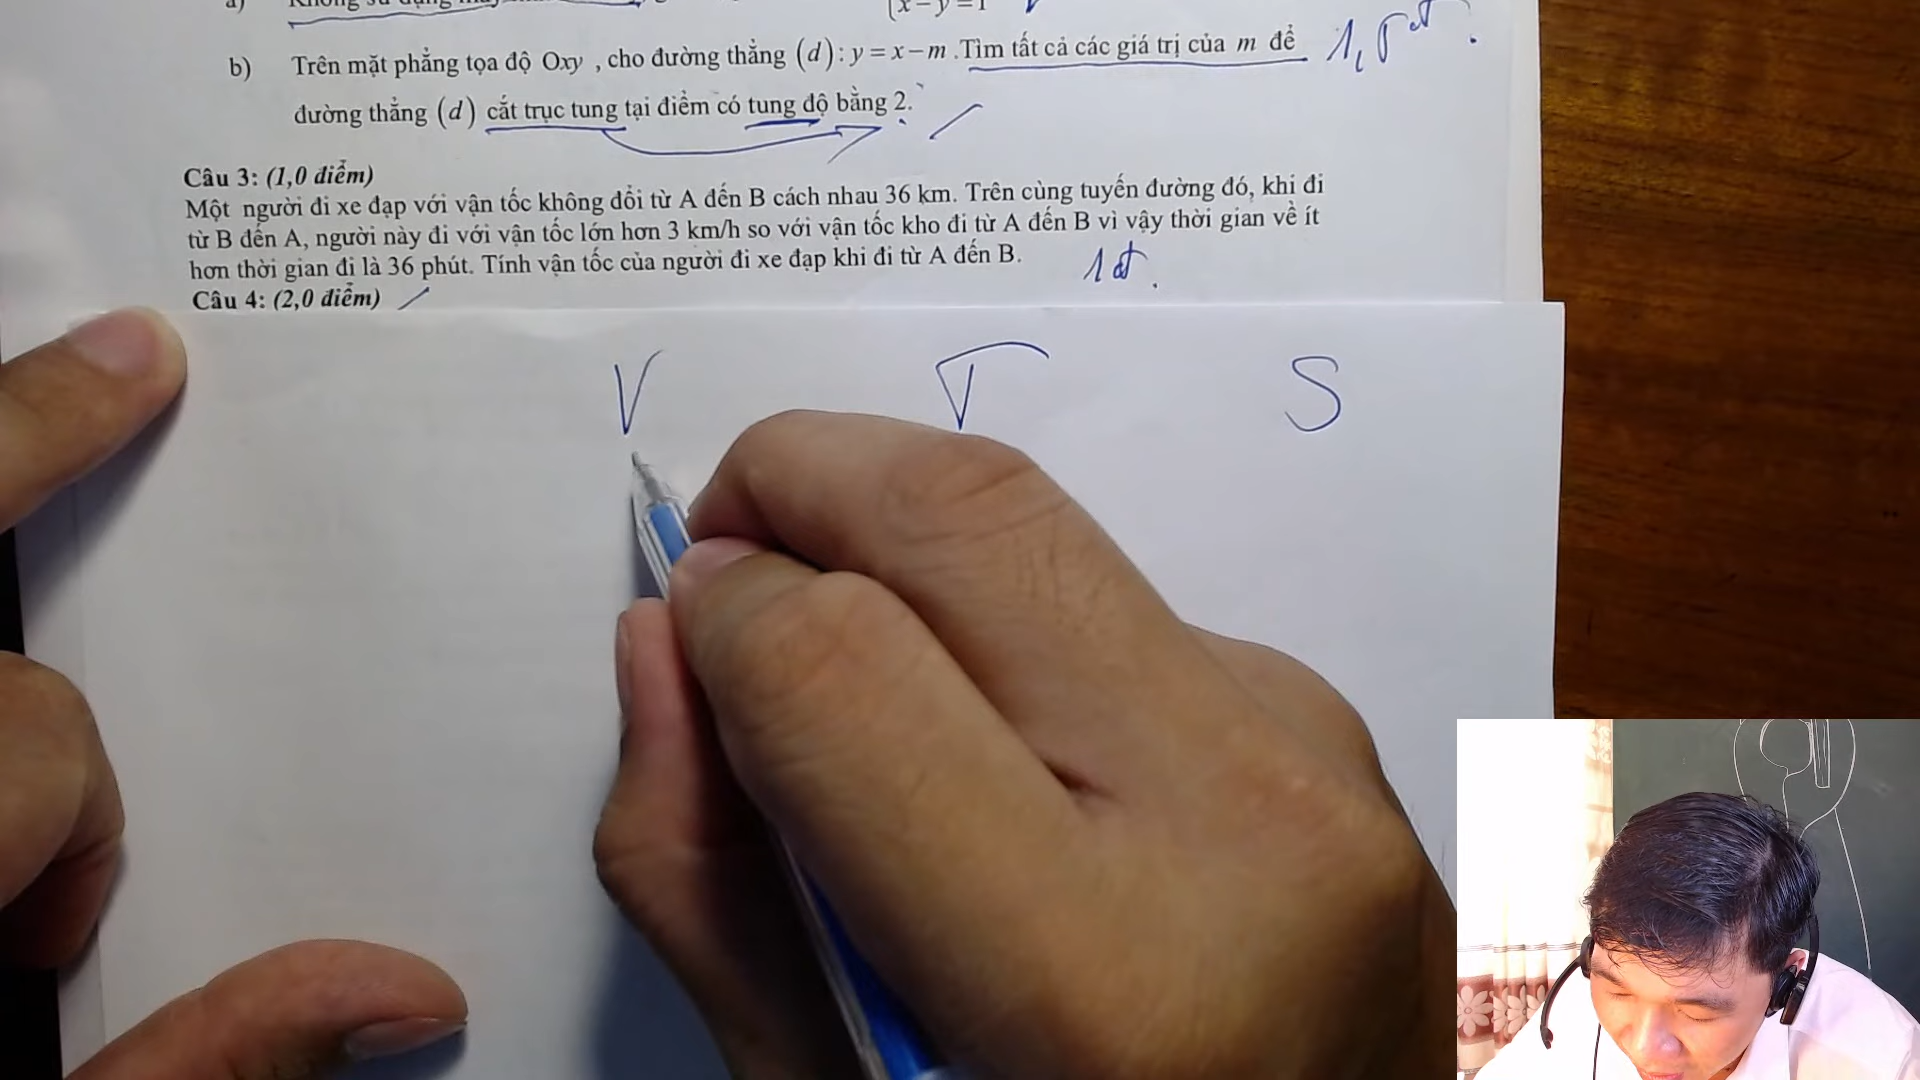 a)
x-y=1
b) Trên mặt phẳng tọa độ Oxy , cho đường thẳng (d): y = x - m .Tìm tất cả các giá trị của m để 1,5đ.
đường thẳng (d) cắt trục tung tại điểm có tung độ bằng 2.
Câu 3: (1,0 điểm)
Một người đi xe đạp với vận tốc không đổi từ A đến B cách nhau 36 km. Trên cùng tuyến đường đó, khi đi
từ B đến A, người này đi với vận tốc lớn hơn 3 km/h so với vận tốc kho đi từ A đến B vì vậy thời gian về ít
hơn thời gian đi là 36 phút. Tính vận tốc của người đi xe đạp khi đi từ A đến B. 1đ.
Câu 4: (2,0 điểm)
V T S